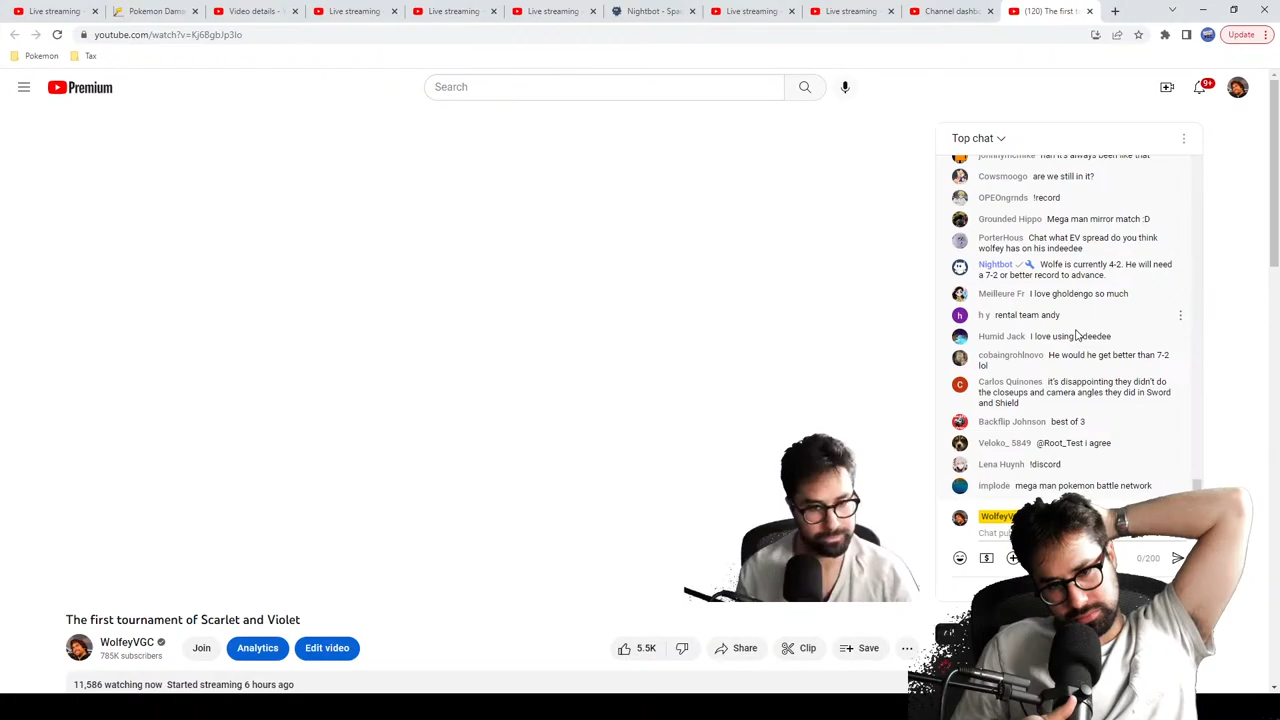 Live streaming
Pokemon Dam
Video details -
Live streaming
Live streaming
Live streaming
Nightbot - Spa
Live streaming
Live streaming
Channel dashbo
(120) The first t
youtube.com/watch?v=Kj6BgbJp3Io
Update
Pokemon
Tax
Premium
Search
9+
Top chat
johnnymcmike nah it's always been like that
Cowsmoogo are we still in it?
OPEOngrnds !record
Grounded Hippo Mega man mirror match :D
PorterHous Chat what EV spread do you think
wolfey has on his indeedee
Nightbot Wolfe is currently 4-2. He will need
a 7-2 or better record to advance.
Meilleure Fr I love gholdengo so much
h
h y rental team andy
Humid Jack I love using indeedee
cobaingrohlnovo He would he get better than 7-2
lol
C
Carlos Quinones it's disappointing they didn't do
the closeups and camera angles they did in Sword
and Shield
Backflip Johnson best of 3
Veloko_ 5849 @Root_Test i agree
Lena Huynh !discord
implode mega man pokemon battle network
WolfeyV
Chat pu
0/200
The first tournament of Scarlet and Violet
WolfeyVGC
785K subscribers
Join
Analytics
Edit video
5.5K
Share
Clip
Save
11,586 watching now Started streaming 6 hours ago